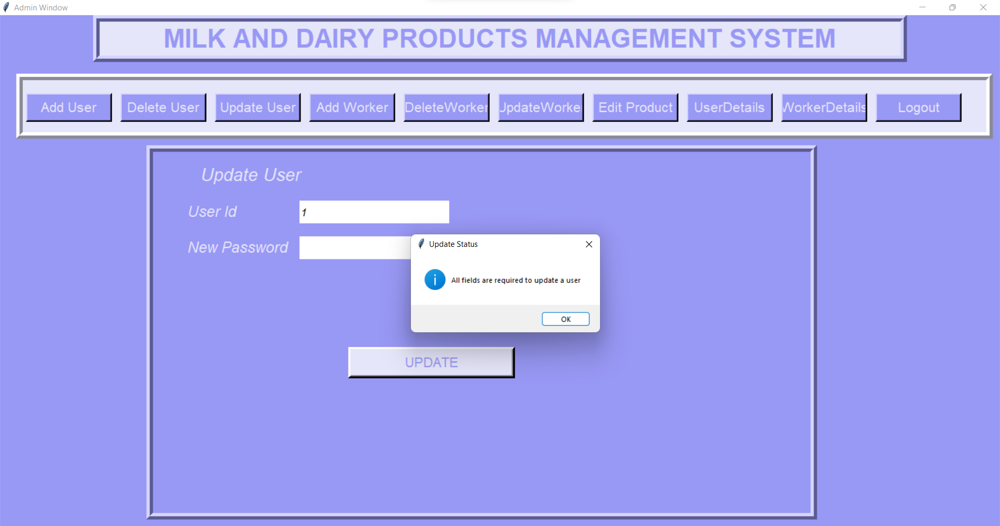 Admin Window
MILK AND DAIRY PRODUCTS MANAGEMENT SYSTEM
Add User Delete User Update User Add Worker DeleteWorker UpdateWorke Edit Product UserDetails WorkerDetails Logout
Update User
User Id 1
New Password
Update Status
All fields are required to update a user
OK
UPDATE